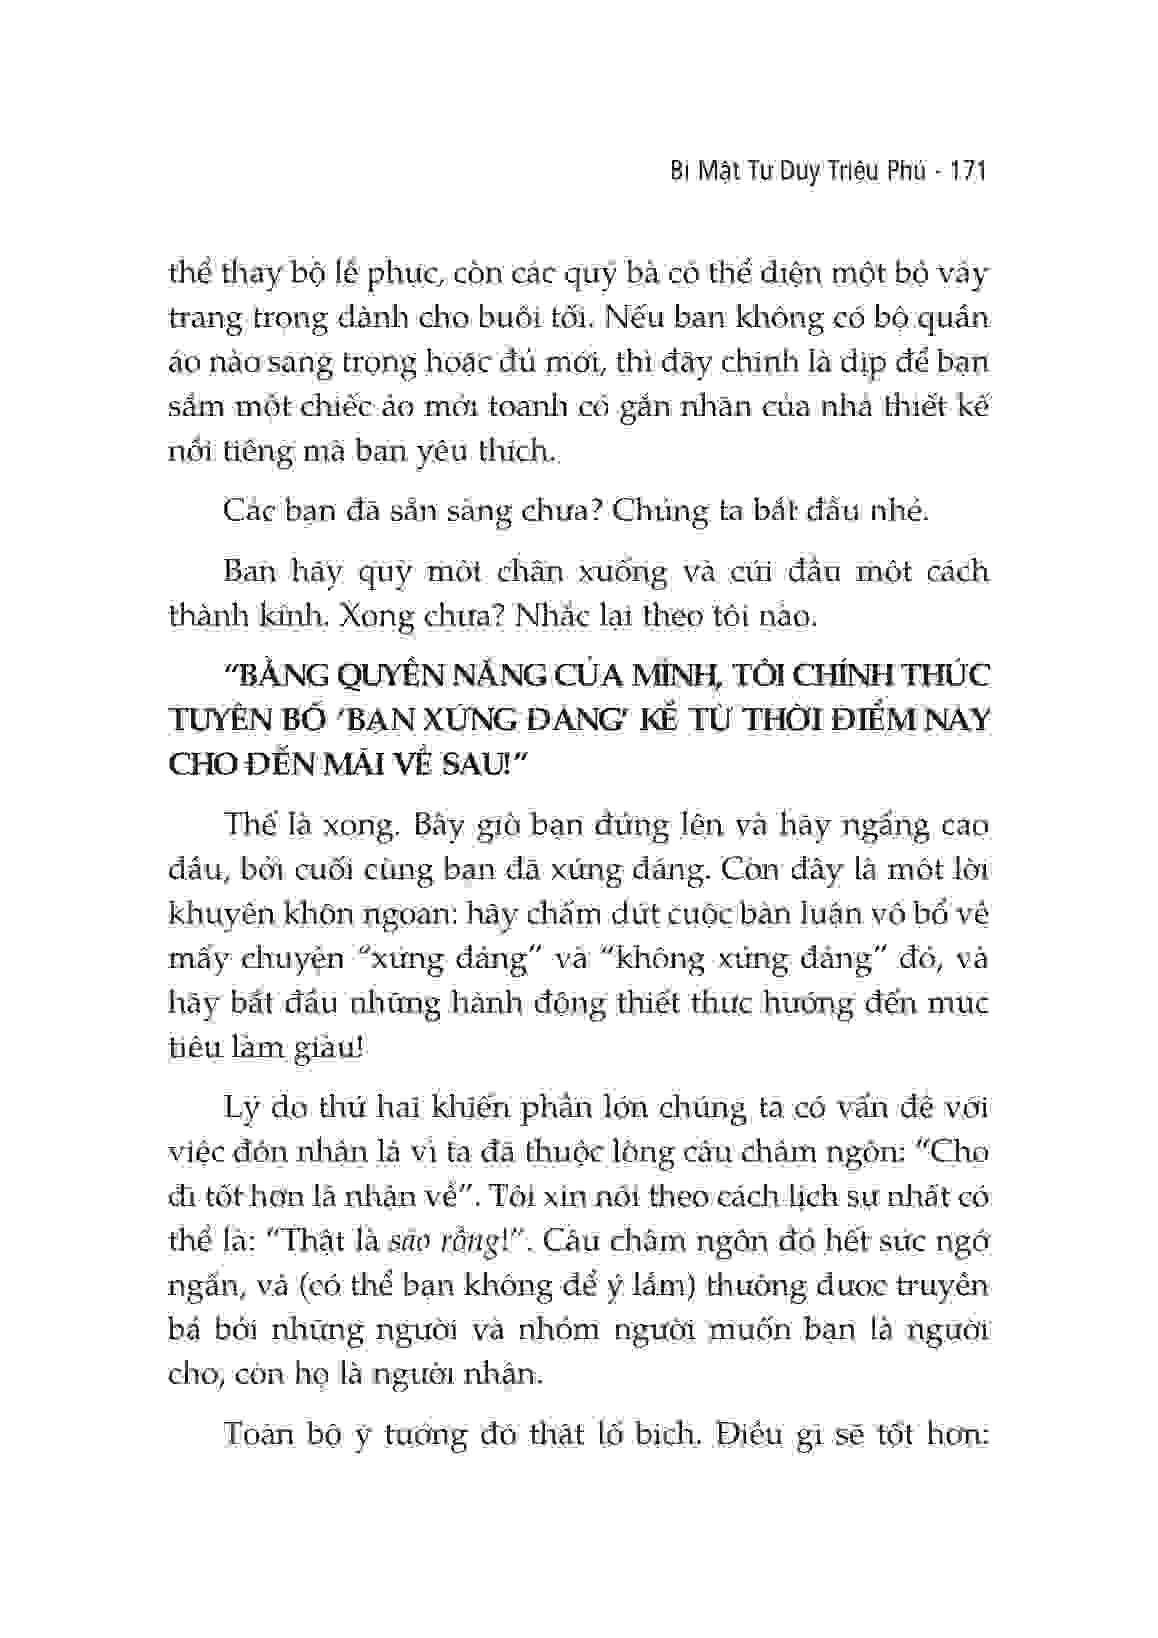 Bí Mật Tư Duy Triệu Phú - 171
thể thay bộ lễ phục, còn các quý bà có thể diện một bộ váy
trang trọng dành cho buổi tối. Nếu bạn không có bộ quần
áo nào sang trọng hoặc đủ mới, thì đây chính là dịp để bạn
sắm một chiếc áo mới toanh có gắn nhãn của nhà thiết kế
nổi tiếng mà bạn yêu thích.
Các bạn đã sẵn sàng chưa? Chúng ta bắt đầu nhé.
Bạn hãy quỳ một chân xuống và cúi đầu một cách
thành kính. Xong chưa? Nhắc lại theo tôi nào.
“BẰNG QUYỀN NĂNG CỦA MÌNH, TÔI CHÍNH THỨC
TUYÊN BỐ ‘BẠN XỨNG ĐÁNG’ KỂ TỪ THỜI ĐIỂM NÀY
CHO ĐẾN MÃI VỀ SAU!”
Thế là xong. Bây giờ bạn đứng lên và hãy ngẩng cao
đầu, bởi cuối cùng bạn đã xứng đáng. Còn đây là một lời
khuyên khôn ngoan: hãy chấm dứt cuộc bàn luận vô bổ về
mấy chuyện “xứng đáng” và “không xứng đáng” đó, và
hãy bắt đầu những hành động thiết thực hướng đến mục
tiêu làm giàu!
Lý do thứ hai khiến phần lớn chúng ta có vấn đề với
việc đón nhận là vì ta đã thuộc lòng câu châm ngôn: “Cho
đi tốt hơn là nhận về”. Tôi xin nói theo cách lịch sự nhất có
thể là: “Thật là sáo rỗng!”. Câu châm ngôn đó hết sức ngớ
ngẩn, và (có thể bạn không để ý lắm) thường được truyền
bá bởi những người và nhóm người muốn bạn là người
cho, còn họ là người nhận.
Toàn bộ ý tưởng đó thật lố bịch. Điều gì sẽ tốt hơn: